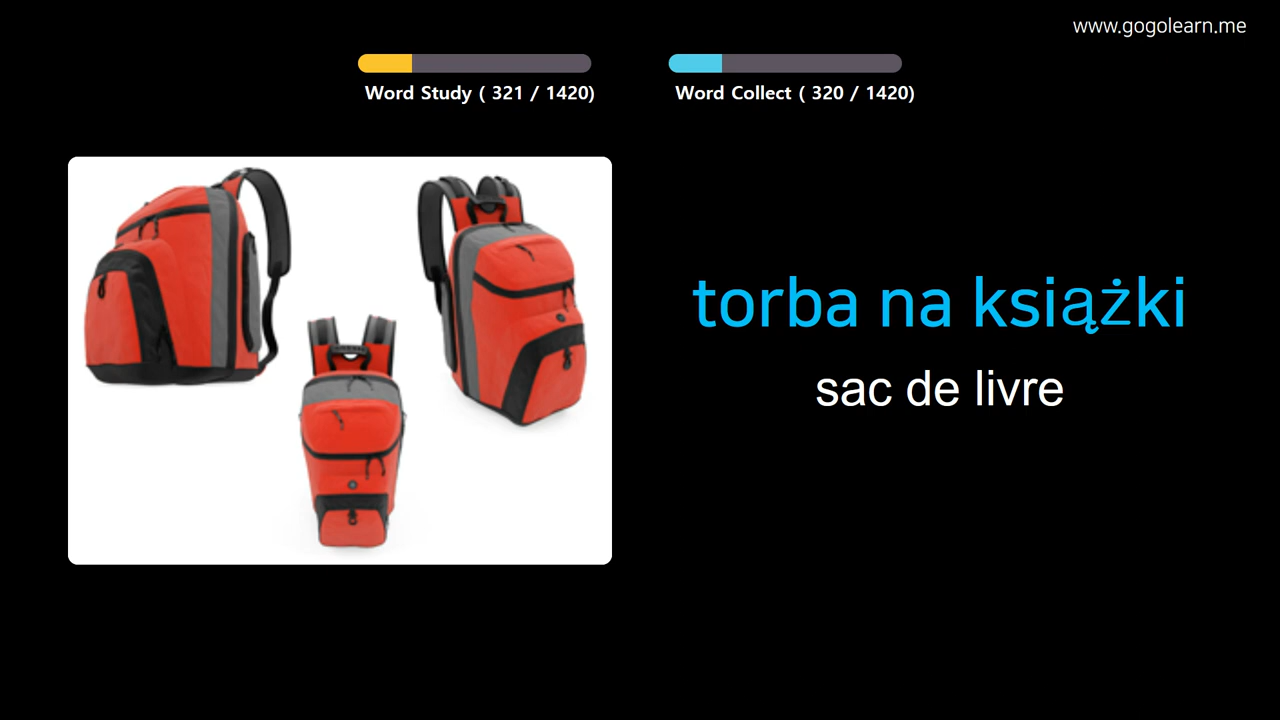 www.gogolearn.me
Word Study ( 321 / 1420)
Word Collect ( 320 / 1420)
torba na książki
sac de livre